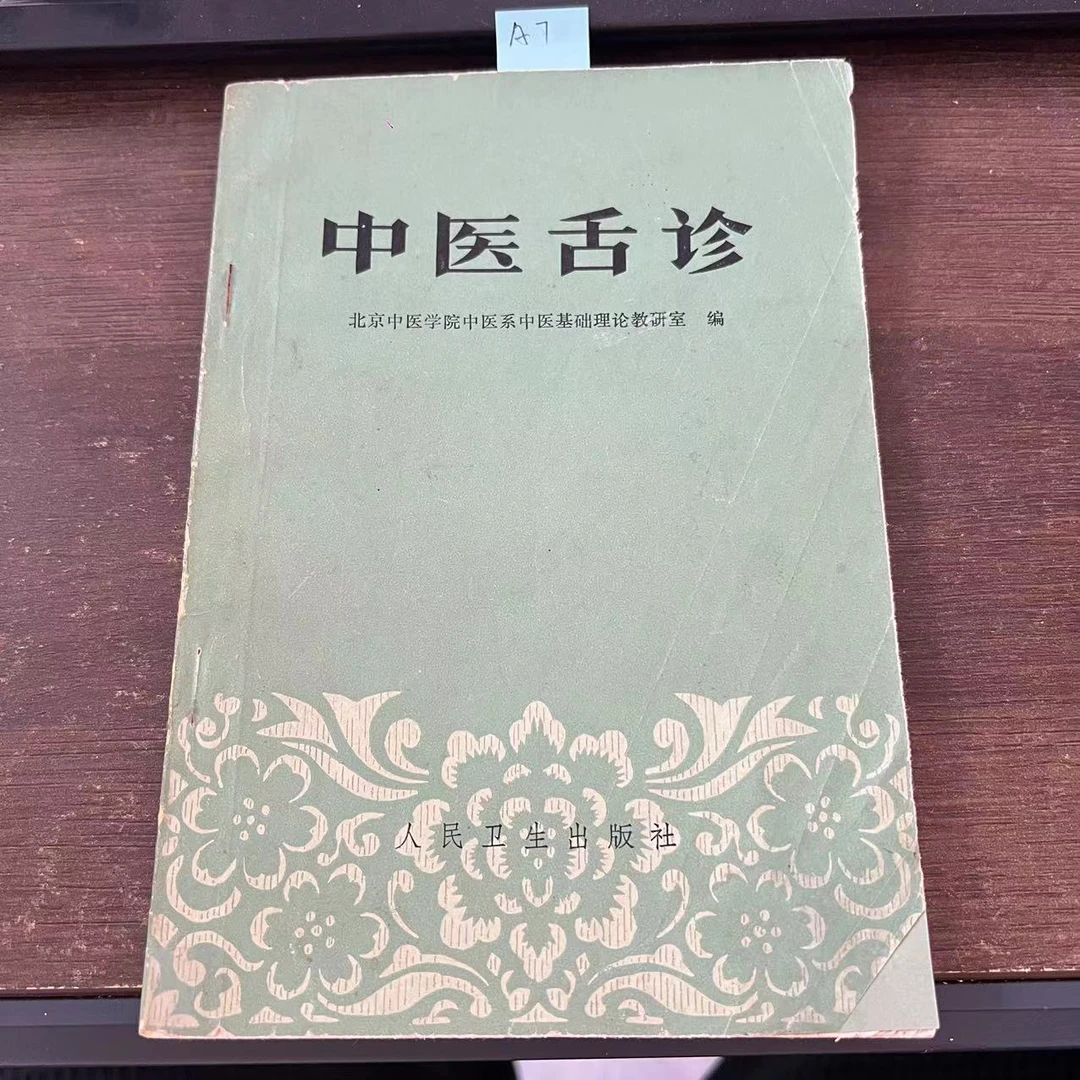 A7
中医舌诊
北京中医学院中医系中医基础理论教研室 编
人民卫生出版社